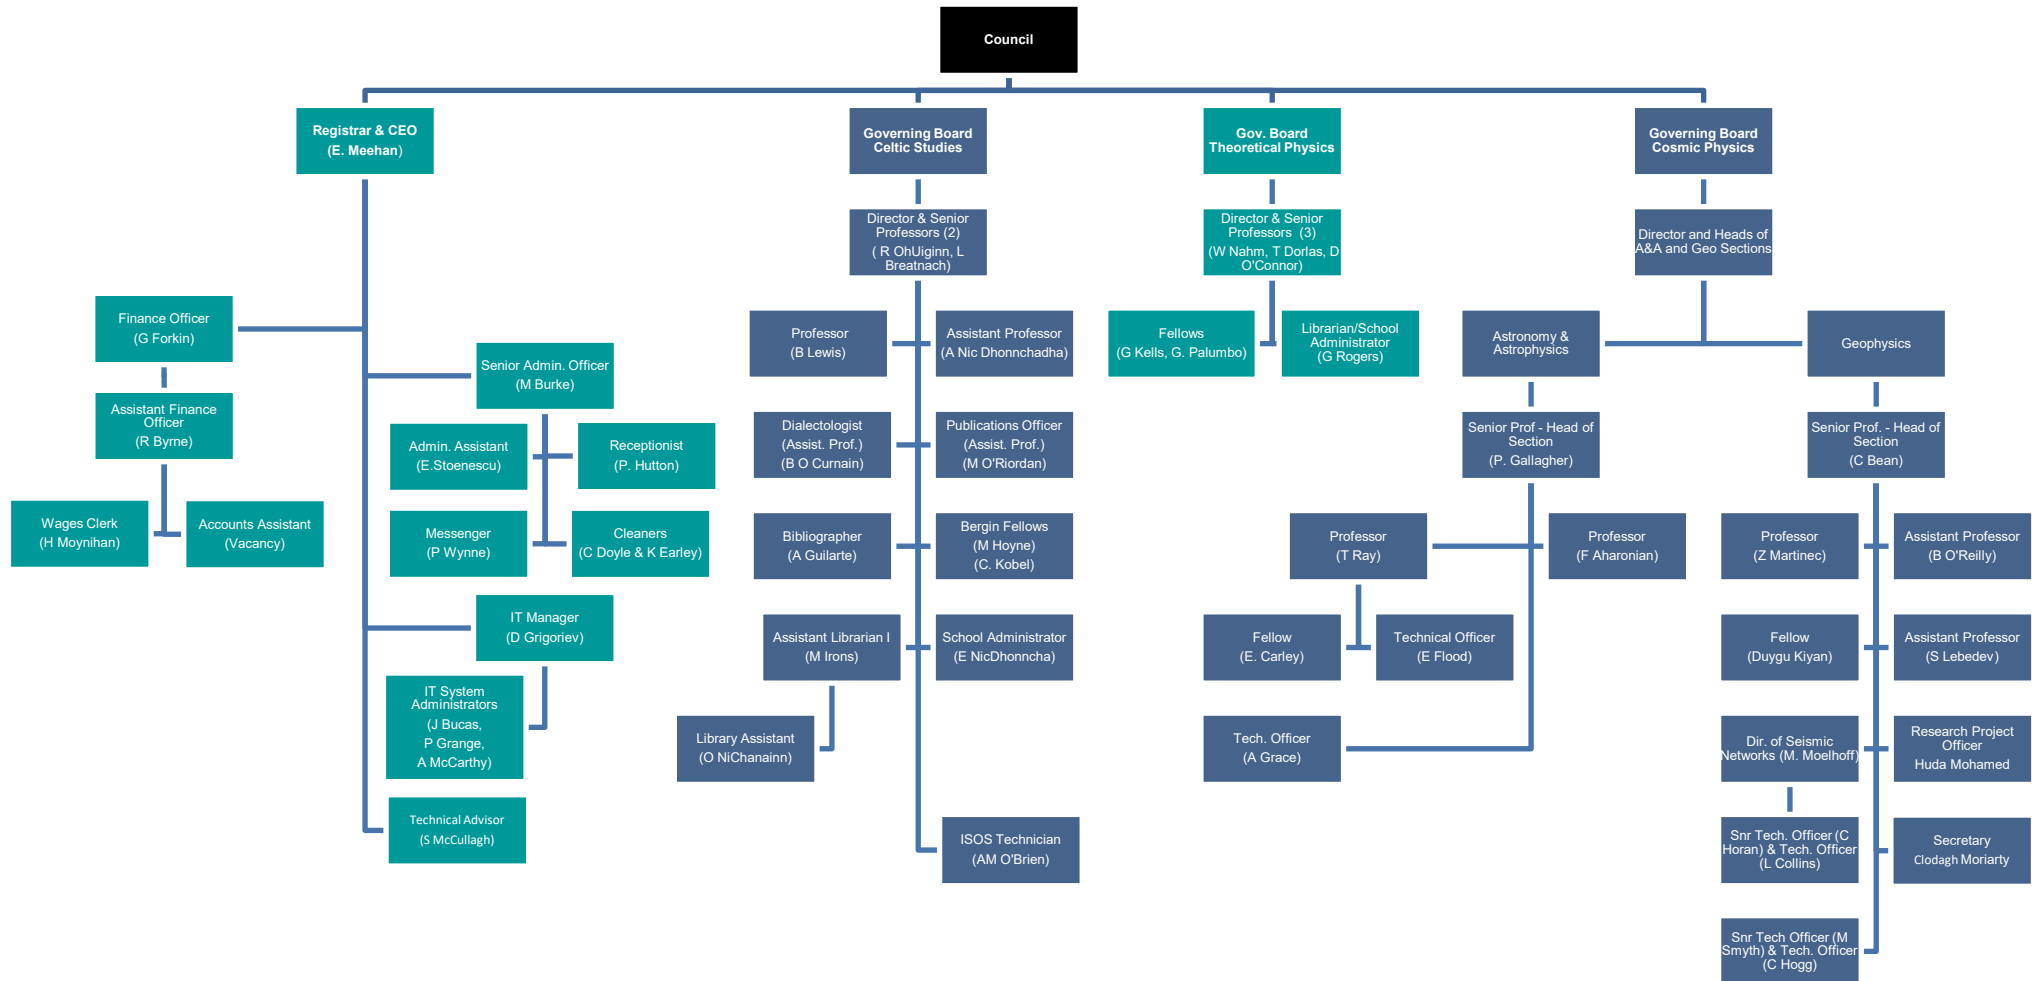 Council
Registrar & CEO
(E. Meehan)
Governing Board
Celtic Studies
Gov. Board
Theoretical Physics
Governing Board
Cosmic Physics
Director & Senior
Professors (2)
( R OhUiginn, L
Breatnach)
Director & Senior
Professors (3)
(W Nahm, T Dorlas, D
O'Connor)
Director and Heads of
A&A and Geo Sections
Finance Officer
(G Forkin)
Senior Admin. Officer
(M Burke)
Assistant Finance
Officer
(R Byrne)
Admin. Assistant
(E.Stoenescu)
Receptionist
(P. Hutton)
Wages Clerk
(H Moynihan)
Accounts Assistant
(Vacancy)
Messenger
(P Wynne)
Cleaners
(C Doyle & K Earley)
IT Manager
(D Grigoriev)
IT System
Administrators
(J Bucas,
P Grange,
A McCarthy)
Technical Advisor
(S McCullagh)
Professor
(B Lewis)
Assistant Professor
(A Nic Dhonnchadha)
Dialectologist
(Assist. Prof.)
(B O Curnain)
Publications Officer
(Assist. Prof.)
(M O'Riordan)
Bibliographer
(A Guilarte)
Bergin Fellows
(M Hoyne)
(C. Kobel)
Assistant Librarian I
(M Irons)
School Administrator
(E NicDhonncha)
Library Assistant
(O NiChanainn)
ISOS Technician
(AM O'Brien)
Fellows
(G Kells, G. Palumbo)
Librarian/School
Administrator
(G Rogers)
Astronomy &
Astrophysics
Geophysics
Senior Prof - Head of
Section
(P. Gallagher)
Senior Prof. - Head of
Section
(C Bean)
Professor
(T Ray)
Professor
(F Aharonian)
Fellow
(E. Carley)
Technical Officer
(E Flood)
Tech. Officer
(A Grace)
Professor
(Z Martinec)
Assistant Professor
(B O'Reilly)
Fellow
(Duygu Kiyan)
Assistant Professor
(S Lebedev)
Dir. of Seismic
Networks (M. Moelhoff)
Research Project
Officer
Huda Mohamed
Snr Tech. Officer (C
Horan) & Tech. Officer
(L Collins)
Secretary
Clodagh Moriarty
Snr Tech Officer (M
Smyth) & Tech. Officer
(C Hogg)